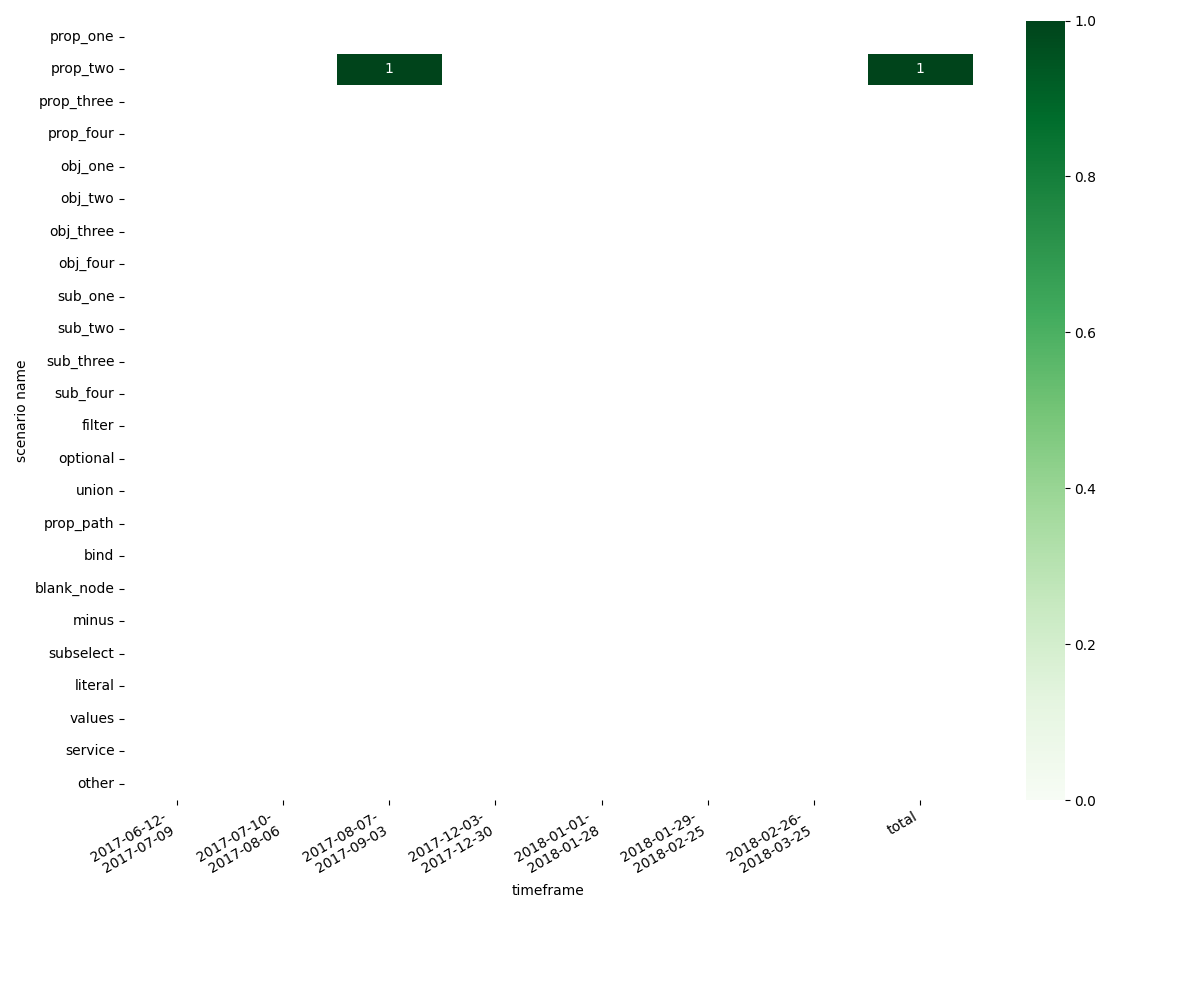 prop_one
prop_two
prop_three
prop_four
obj_one
obj_two
obj_three
obj_four
sub_one
sub_two
sub_three
sub_four
filter
optional
union
prop_path
bind
blank_node
minus
subselect
literal
values
service
other
scenario name
1
1
2017-06-12-
2017-07-09
2017-07-10-
2017-08-06
2017-08-07-
2017-09-03
2017-12-03-
2017-12-30
2018-01-01-
2018-01-28
2018-01-29-
2018-02-25
2018-02-26-
2018-03-25
total
timeframe
1.0
0.8
0.6
0.4
0.2
0.0